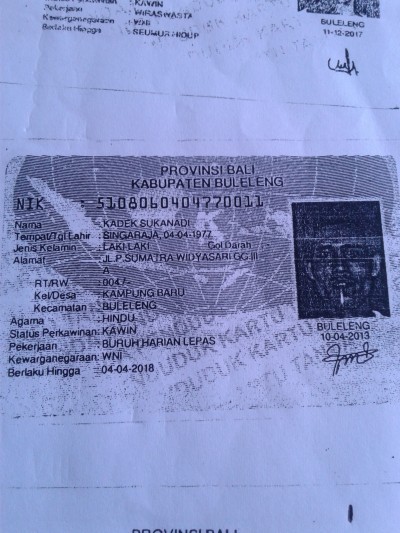 : KAWIN
Pekerjaan : WIRASWASTA
Kewarganegaraan : WNI
Berlaku Hingga : SEUMUR HIDUP
BULELENG
11-12-2017
PROVINSI BALI
KABUPATEN BULELENG
NIK : 5108060404770011
Nama : KADEK SUKANADI
Tempat/Tgl Lahir : SINGARAJA, 04-04-1977
Jenis Kelamin : LAKI-LAKI Gol Darah
Alamat : JL.P.SUMATRA WIDYASARI GG.III
A
RT/RW : 004/
Kel/Desa : KAMPUNG BARU
Kecamatan : BULELENG
Agama : HINDU
Status Perkawinan: KAWIN
Pekerjaan : BURUH HARIAN LEPAS
Kewarganegaraan: WNI
Berlaku Hingga : 04-04-2018
BULELENG
10-04-2013
PROVINSI BALI